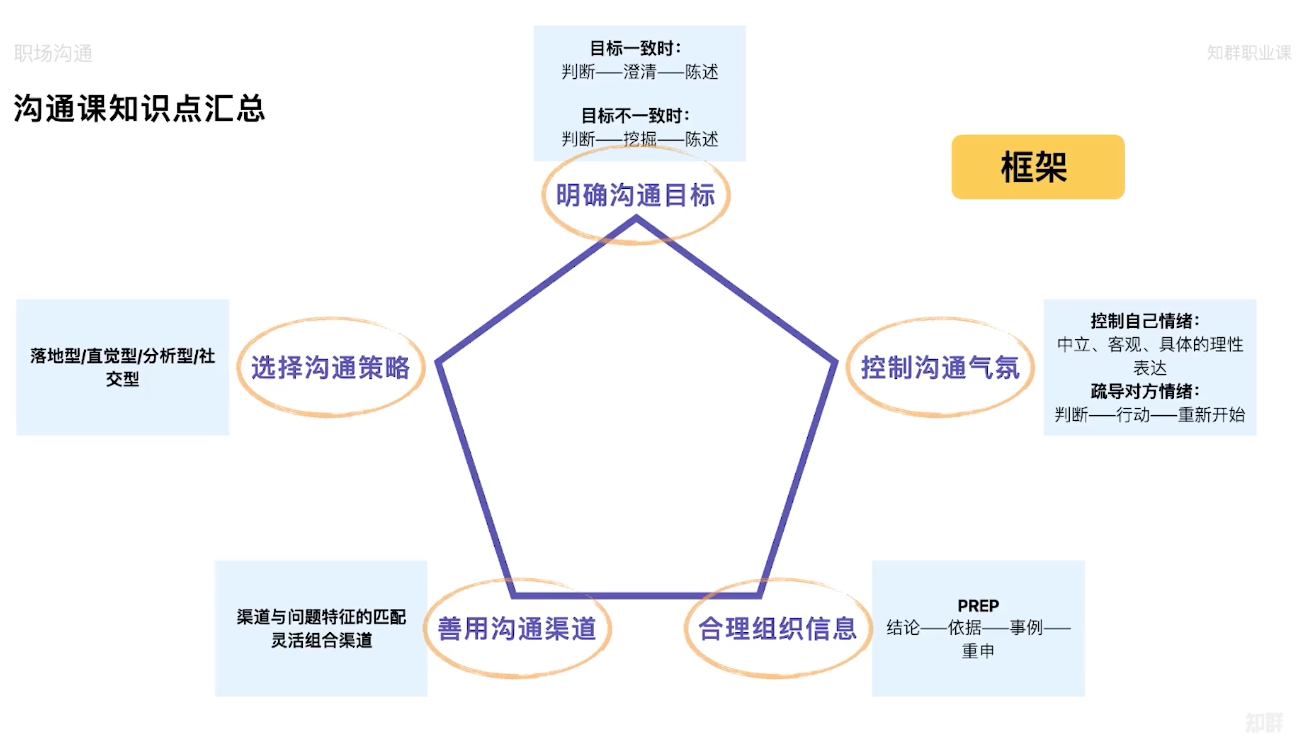 职场沟通
知群职业课
沟通课知识点汇总
框架
目标一致时：
判断——澄清——陈述
目标不一致时：
判断——挖掘——陈述
明确沟通目标
落地型/直觉型/分析型/社
交型
选择沟通策略
控制沟通气氛
控制自己情绪：
中立、客观、具体的理性
表达
疏导对方情绪：
判断——行动——重新开始
渠道与问题特征的匹配
灵活组合渠道
善用沟通渠道
合理组织信息
PREP
结论——依据——事例——
重申
知群